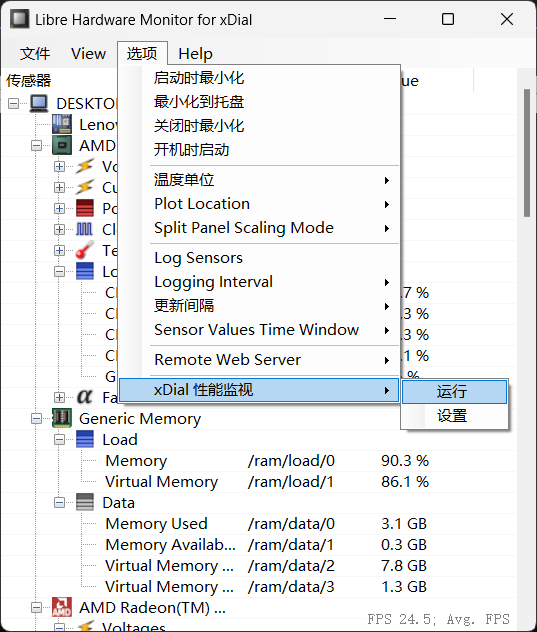 Libre Hardware Monitor for xDial
文件 View 选项 Help
传感器
启动时最小化
最小化到托盘
关闭时最小化
开机时启动
温度单位
Plot Location
Split Panel Scaling Mode
Log Sensors
Logging Interval
更新间隔
Sensor Values Time Window
Remote Web Server
xDial 性能监视
运行
设置
ue
DESKTO
Lenov
AMD
Vo
Cu
Po
Cl
Te
Lo
.7 %
.3 %
.3 %
.1 %
G %
α Fa
Generic Memory
Load
Memory /ram/load/0 90.3 %
Virtual Memory /ram/load/1 86.1 %
Data
Memory Used /ram/data/0 3.1 GB
Memory Availab... /ram/data/1 0.3 GB
Virtual Memory ... /ram/data/2 7.8 GB
Virtual Memory ... /ram/data/3 1.3 GB
AMD Radeon(TM) ...
FPS 24.5; Avg. FPS
Voltages